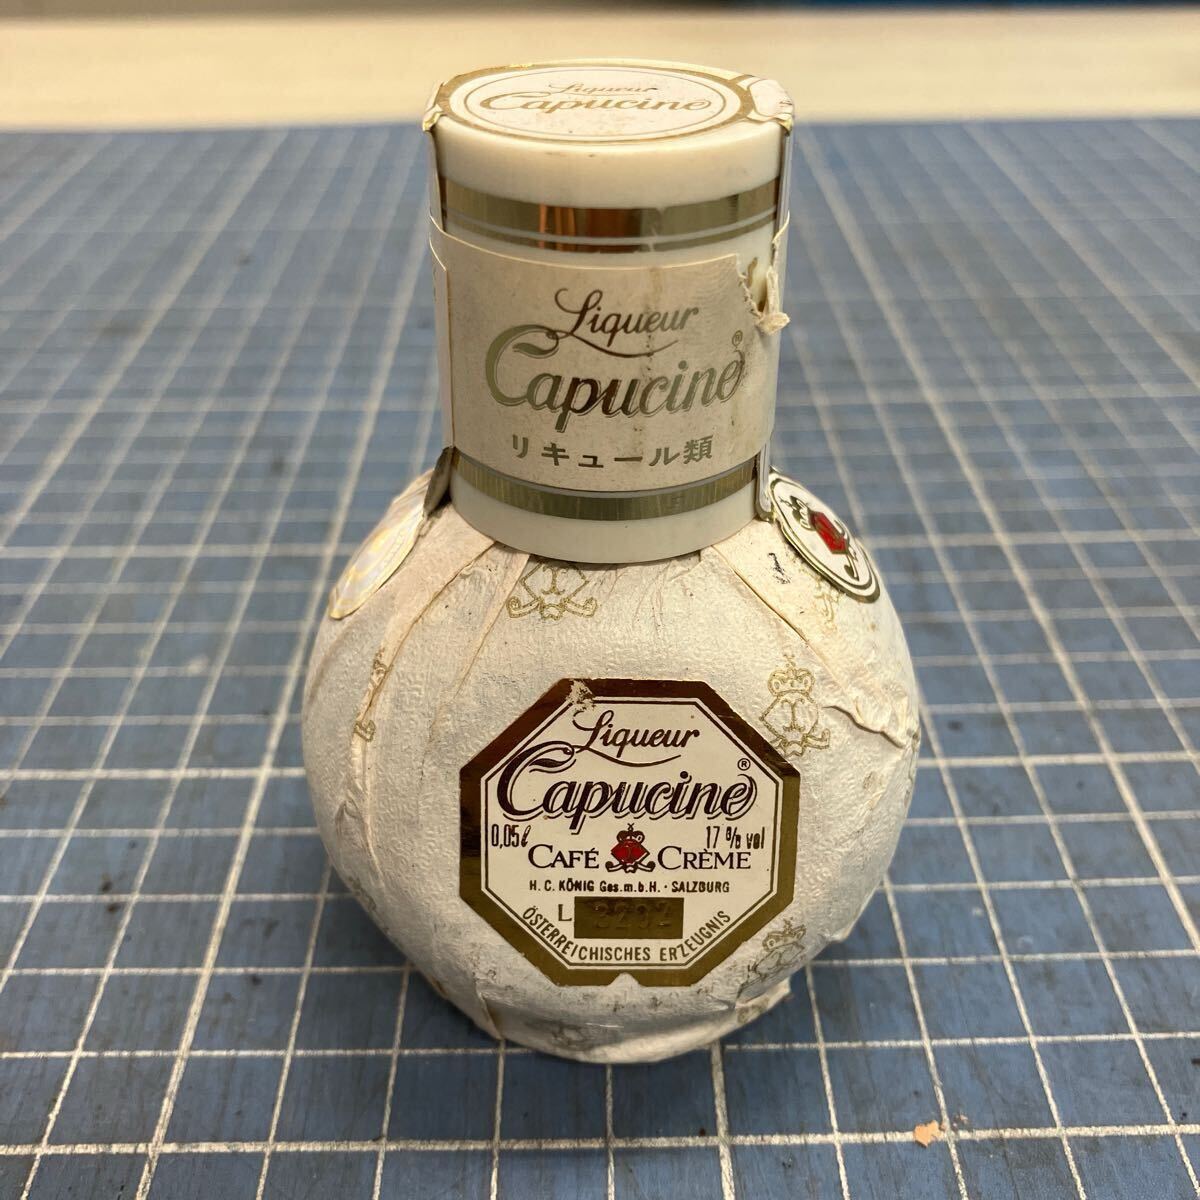 Liqueur
Capucine
Liqueur
Capucine®
リキュール類
Liqueur
Capucine®
0,05ℓ 17 % vol
CAFÉ CRÈME
H. C. KÖNIG Ges.m.b.H. · SALZBURG
L 3292
ÖSTERREICHISCHES ERZEUGNIS